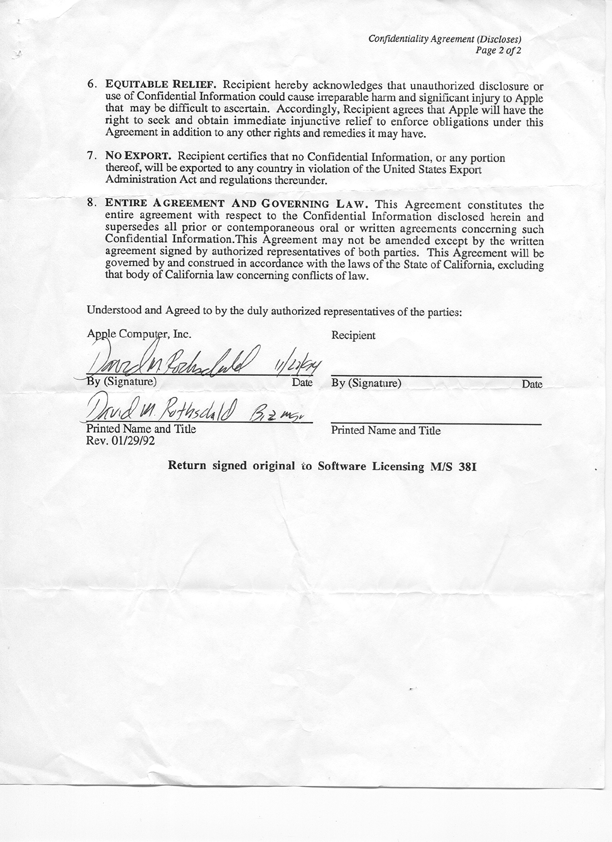 Confidentiality Agreement (Discloses)
Page 2 of 2
6. EQUITABLE RELIEF. Recipient hereby acknowledges that unauthorized disclosure or
use of Confidential Information could cause irreparable harm and significant injury to Apple
that may be difficult to ascertain. Accordingly, Recipient agrees that Apple will have the
right to seek and obtain immediate injunctive relief to enforce obligations under this
Agreement in addition to any other rights and remedies it may have.
7. NO EXPORT. Recipient certifies that no Confidential Information, or any portion
thereof, will be exported to any country in violation of the United States Export
Administration Act and regulations thereunder.
8. ENTIRE AGREEMENT AND GOVERNING LAW. This Agreement constitutes the
entire agreement with respect to the Confidential Information disclosed herein and
supersedes all prior or contemporaneous oral or written agreements concerning such
Confidential Information.This Agreement may not be amended except by the written
agreement signed by authorized representatives of both parties. This Agreement will be
governed by and construed in accordance with the laws of the State of California, excluding
that body of California law concerning conflicts of law.
Understood and Agreed to by the duly authorized representatives of the parties:
Apple Computer, Inc.
Recipient
David M
By (Signature) Date
By (Signature) Date
David M.
Printed Name and Title
Printed Name and Title
Rev. 01/29/92
Return signed original to Software Licensing M/S 38I